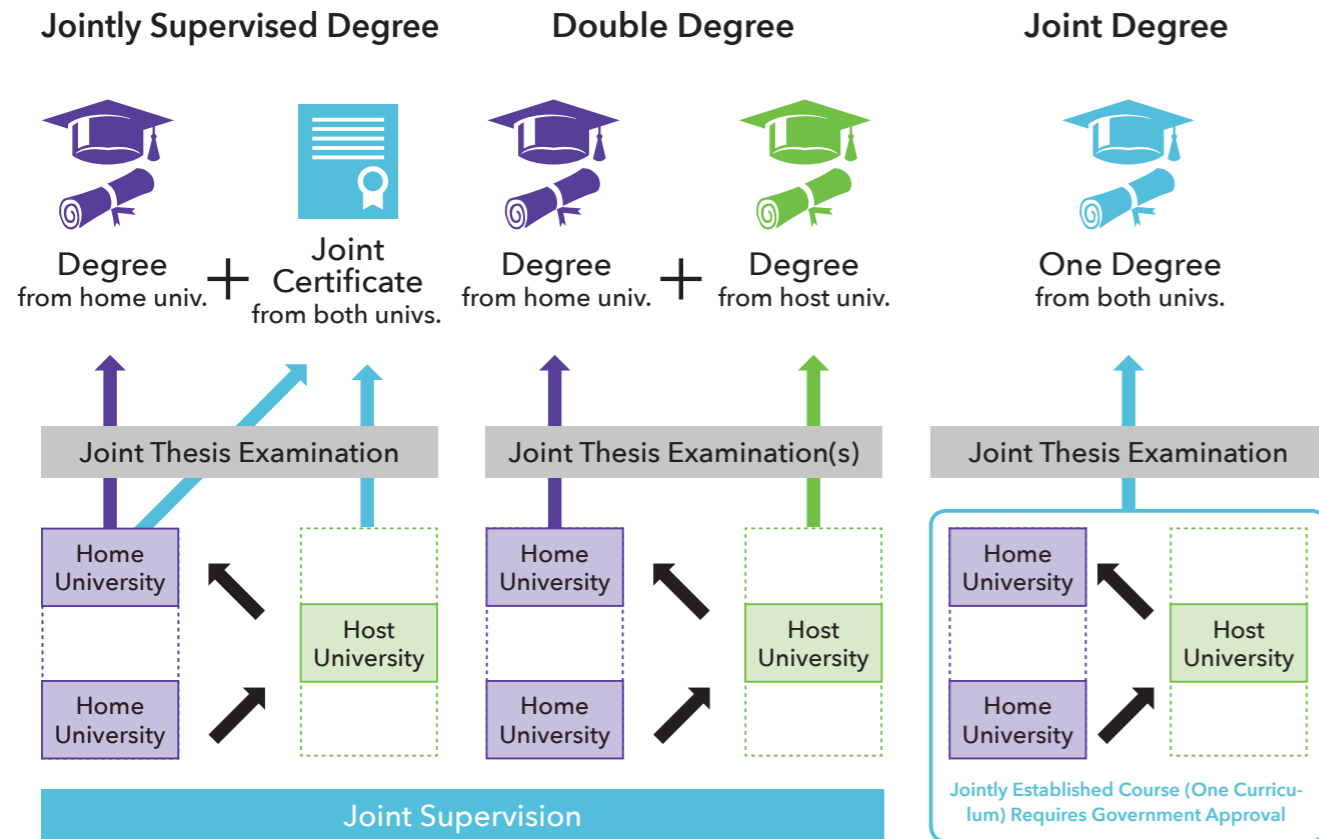 Jointly Supervised Degree
Double Degree
Joint Degree
Degree
from home univ.
+
Joint
Certificate
from both univs.
Degree
from home univ.
+
Degree
from host univ.
One Degree
from both univs.
Joint Thesis Examination
Joint Thesis Examination(s)
Joint Thesis Examination
Home
University
Host
University
Home
University
Home
University
Host
University
Home
University
Home
University
Host
University
Home
University
Jointly Established Course (One Curricu-
lum) Requires Government Approval
Joint Supervision